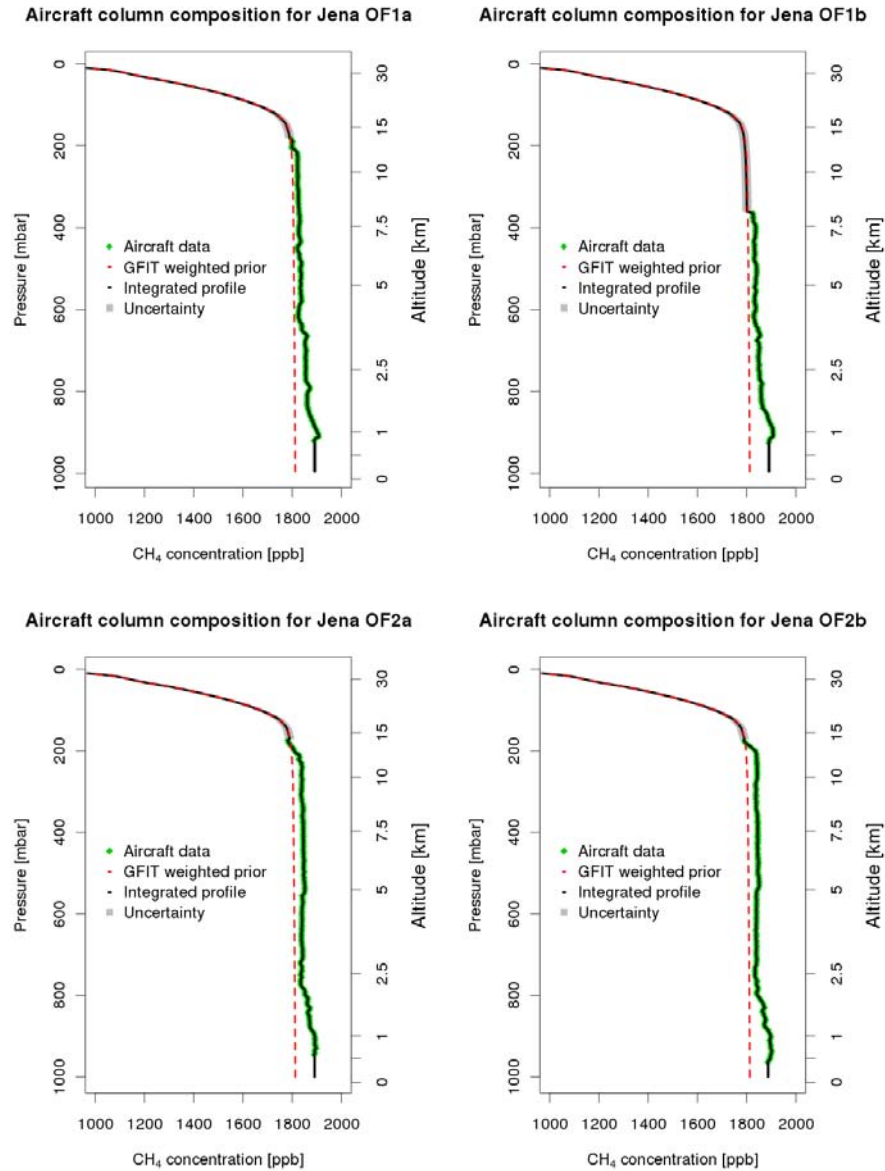 Aircraft column composition for Jena OF1a
0
200
400
600
800
1000
Pressure [mbar]
30
15
10
7.5
5
2.5
1
0
Altitude [km]
Aircraft data
GFIT weighted prior
Integrated profile
Uncertainty
1000 1200 1400 1600 1800 2000
CH₄ concentration [ppb]
Aircraft column composition for Jena OF1b
0
200
400
600
800
1000
Pressure [mbar]
30
15
10
7.5
5
2.5
1
0
Altitude [km]
Aircraft data
GFIT weighted prior
Integrated profile
Uncertainty
1000 1200 1400 1600 1800 2000
CH₄ concentration [ppb]
Aircraft column composition for Jena OF2a
0
200
400
600
800
1000
Pressure [mbar]
30
15
10
7.5
5
2.5
1
0
Altitude [km]
Aircraft data
GFIT weighted prior
Integrated profile
Uncertainty
1000 1200 1400 1600 1800 2000
CH₄ concentration [ppb]
Aircraft column composition for Jena OF2b
0
200
400
600
800
1000
Pressure [mbar]
30
15
10
7.5
5
2.5
1
0
Altitude [km]
Aircraft data
GFIT weighted prior
Integrated profile
Uncertainty
1000 1200 1400 1600 1800 2000
CH₄ concentration [ppb]